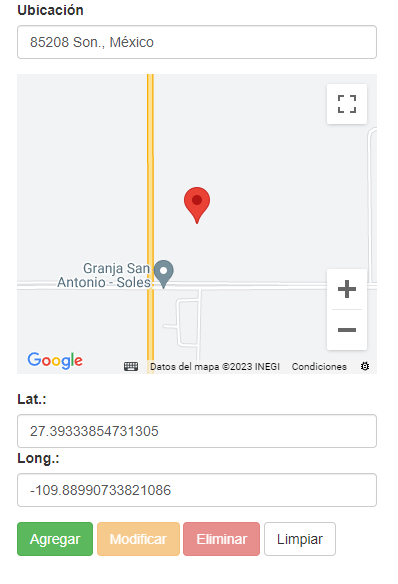 Ubicación
85208 Son., México
Granja San
Antonio - Soles
Google
Datos del mapa ©2023 INEGI
Condiciones
Lat.:
27.39333854731305
Long.:
-109.88990733821086
Agregar
Modificar
Eliminar
Limpiar